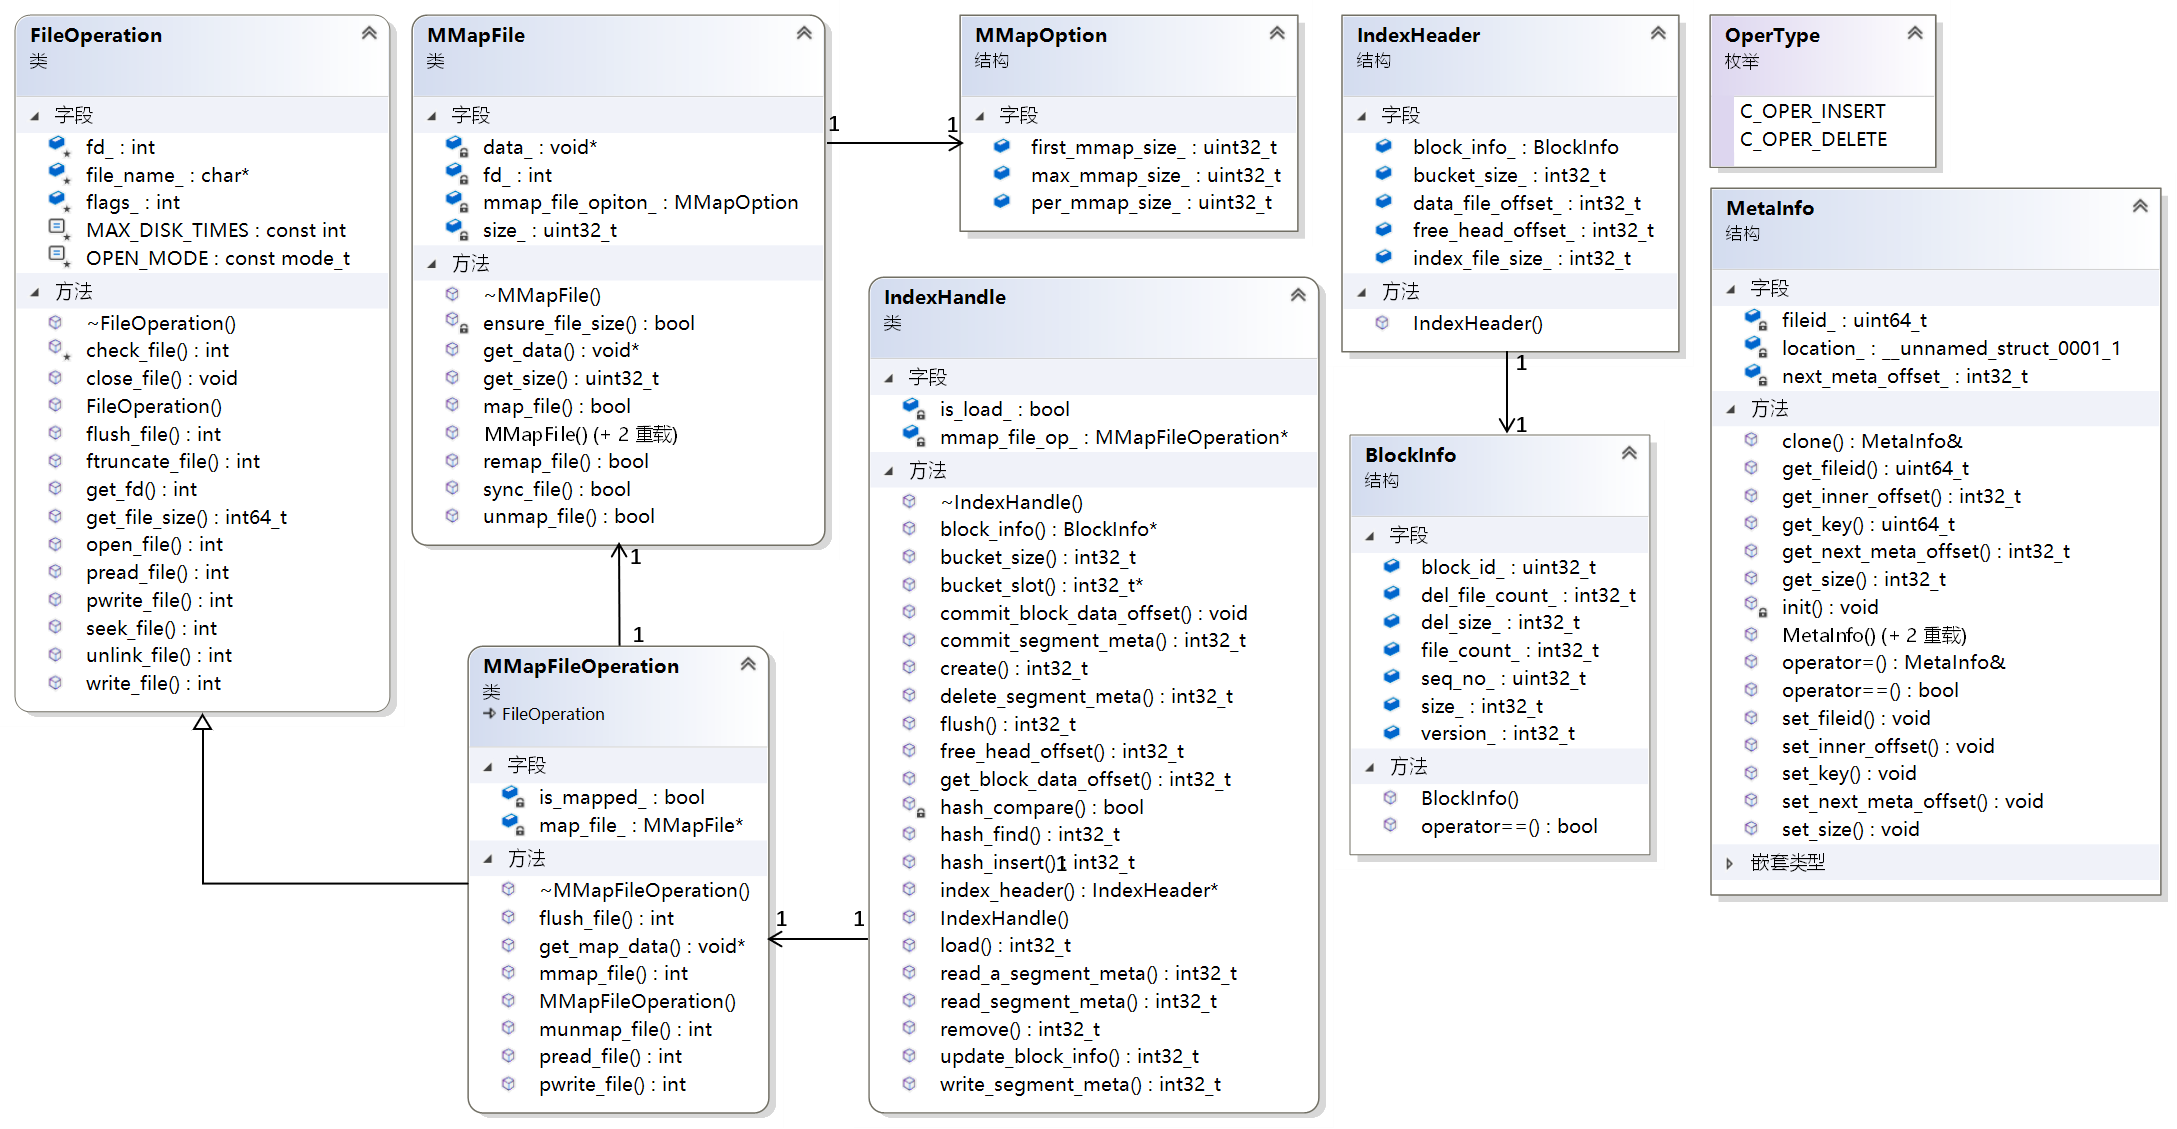 FileOperation
类
字段
fd_ : int
file_name_ : char*
flags_ : int
MAX_DISK_TIMES : const int
OPEN_MODE : const mode_t
方法
~FileOperation()
check_file() : int
close_file() : void
FileOperation()
flush_file() : int
ftruncate_file() : int
get_fd() : int
get_file_size() : int64_t
open_file() : int
pread_file() : int
pwrite_file() : int
seek_file() : int
unlink_file() : int
write_file() : int
MMapFile
类
字段
data_ : void*
fd_ : int
mmap_file_opiton_ : MMapOption
size_ : uint32_t
方法
~MMapFile()
ensure_file_size() : bool
get_data() : void*
get_size() : uint32_t
map_file() : bool
MMapFile() (+ 2 重载)
remap_file() : bool
sync_file() : bool
unmap_file() : bool
1
1
1
1
MMapFileOperation
类
FileOperation
字段
is_mapped_ : bool
map_file_ : MMapFile*
方法
~MMapFileOperation()
flush_file() : int
get_map_data() : void*
mmap_file() : int
MMapFileOperation()
munmap_file() : int
pread_file() : int
pwrite_file() : int
1
1
MMapOption
结构
字段
first_mmap_size_ : uint32_t
max_mmap_size_ : uint32_t
per_mmap_size_ : uint32_t
IndexHandle
类
字段
is_load_ : bool
mmap_file_op_ : MMapFileOperation*
方法
~IndexHandle()
block_info() : BlockInfo*
bucket_size() : int32_t
bucket_slot() : int32_t*
commit_block_data_offset() : void
commit_segment_meta() : int32_t
create() : int32_t
delete_segment_meta() : int32_t
flush() : int32_t
free_head_offset() : int32_t
get_block_data_offset() : int32_t
hash_compare() : bool
hash_find() : int32_t
hash_insert() : int32_t
1
index_header() : IndexHeader*
IndexHandle()
load() : int32_t
read_a_segment_meta() : int32_t
read_segment_meta() : int32_t
remove() : int32_t
update_block_info() : int32_t
write_segment_meta() : int32_t
IndexHeader
结构
字段
block_info_ : BlockInfo
bucket_size_ : int32_t
data_file_offset_ : int32_t
free_head_offset_ : int32_t
index_file_size_ : int32_t
方法
IndexHeader()
1
1
BlockInfo
结构
字段
block_id_ : uint32_t
del_file_count_ : int32_t
del_size_ : int32_t
file_count_ : int32_t
seq_no_ : uint32_t
size_ : int32_t
version_ : int32_t
方法
BlockInfo()
operator==() : bool
OperType
枚举
C_OPER_INSERT
C_OPER_DELETE
MetaInfo
结构
字段
fileid_ : uint64_t
location_ : __unnamed_struct_0001_1
next_meta_offset_ : int32_t
方法
clone() : MetaInfo&
get_fileid() : uint64_t
get_inner_offset() : int32_t
get_key() : uint64_t
get_next_meta_offset() : int32_t
get_size() : int32_t
init() : void
MetaInfo() (+ 2 重载)
operator=() : MetaInfo&
operator==() : bool
set_fileid() : void
set_inner_offset() : void
set_key() : void
set_next_meta_offset() : void
set_size() : void
嵌套类型